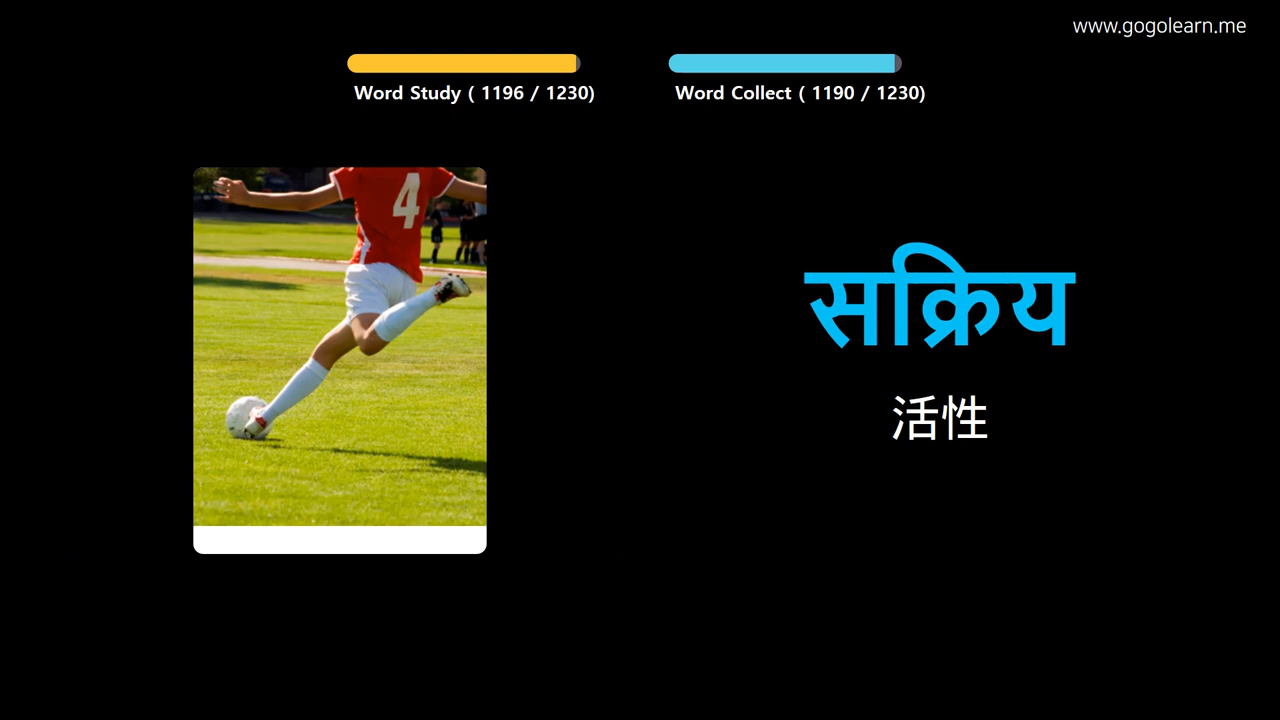 www.gogolearn.me
Word Study ( 1196 / 1230)
Word Collect ( 1190 / 1230)
4
सक्रिय
活性